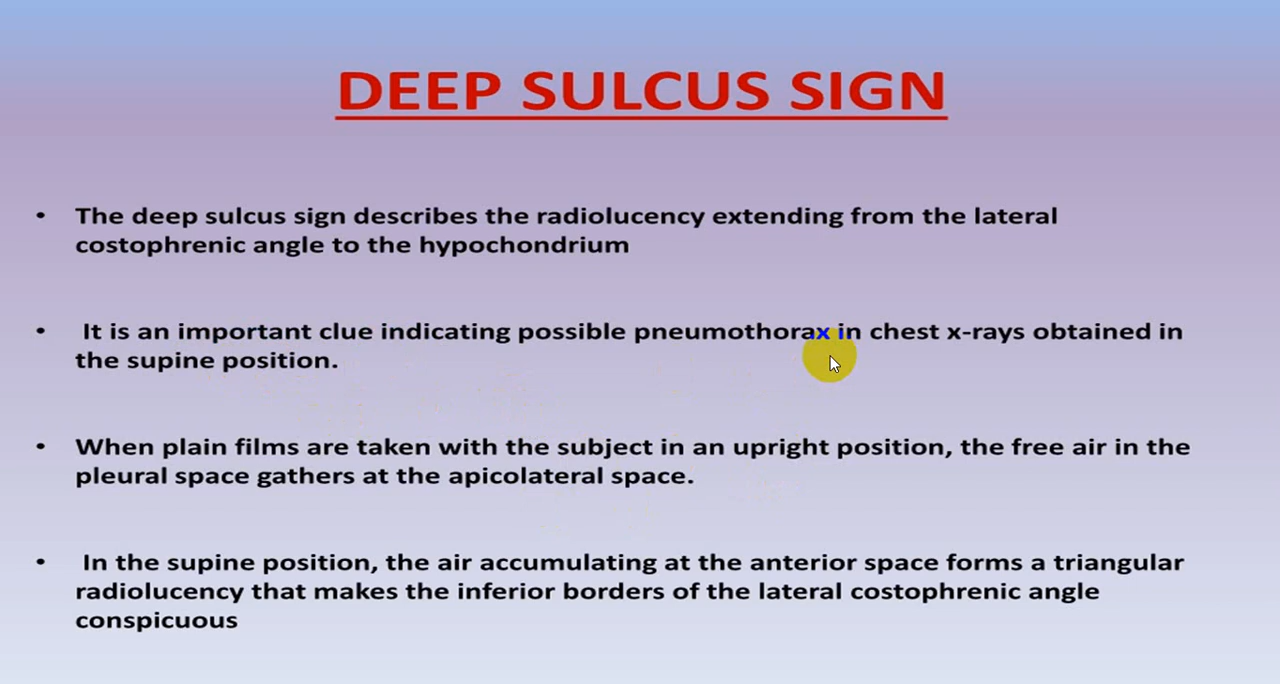 DEEP SULCUS SIGN
• The deep sulcus sign describes the radiolucency extending from the lateral
costophrenic angle to the hypochondrium
• It is an important clue indicating possible pneumothorax in chest x-rays obtained in
the supine position.
• When plain films are taken with the subject in an upright position, the free air in the
pleural space gathers at the apicolateral space.
• In the supine position, the air accumulating at the anterior space forms a triangular
radiolucency that makes the inferior borders of the lateral costophrenic angle
conspicuous